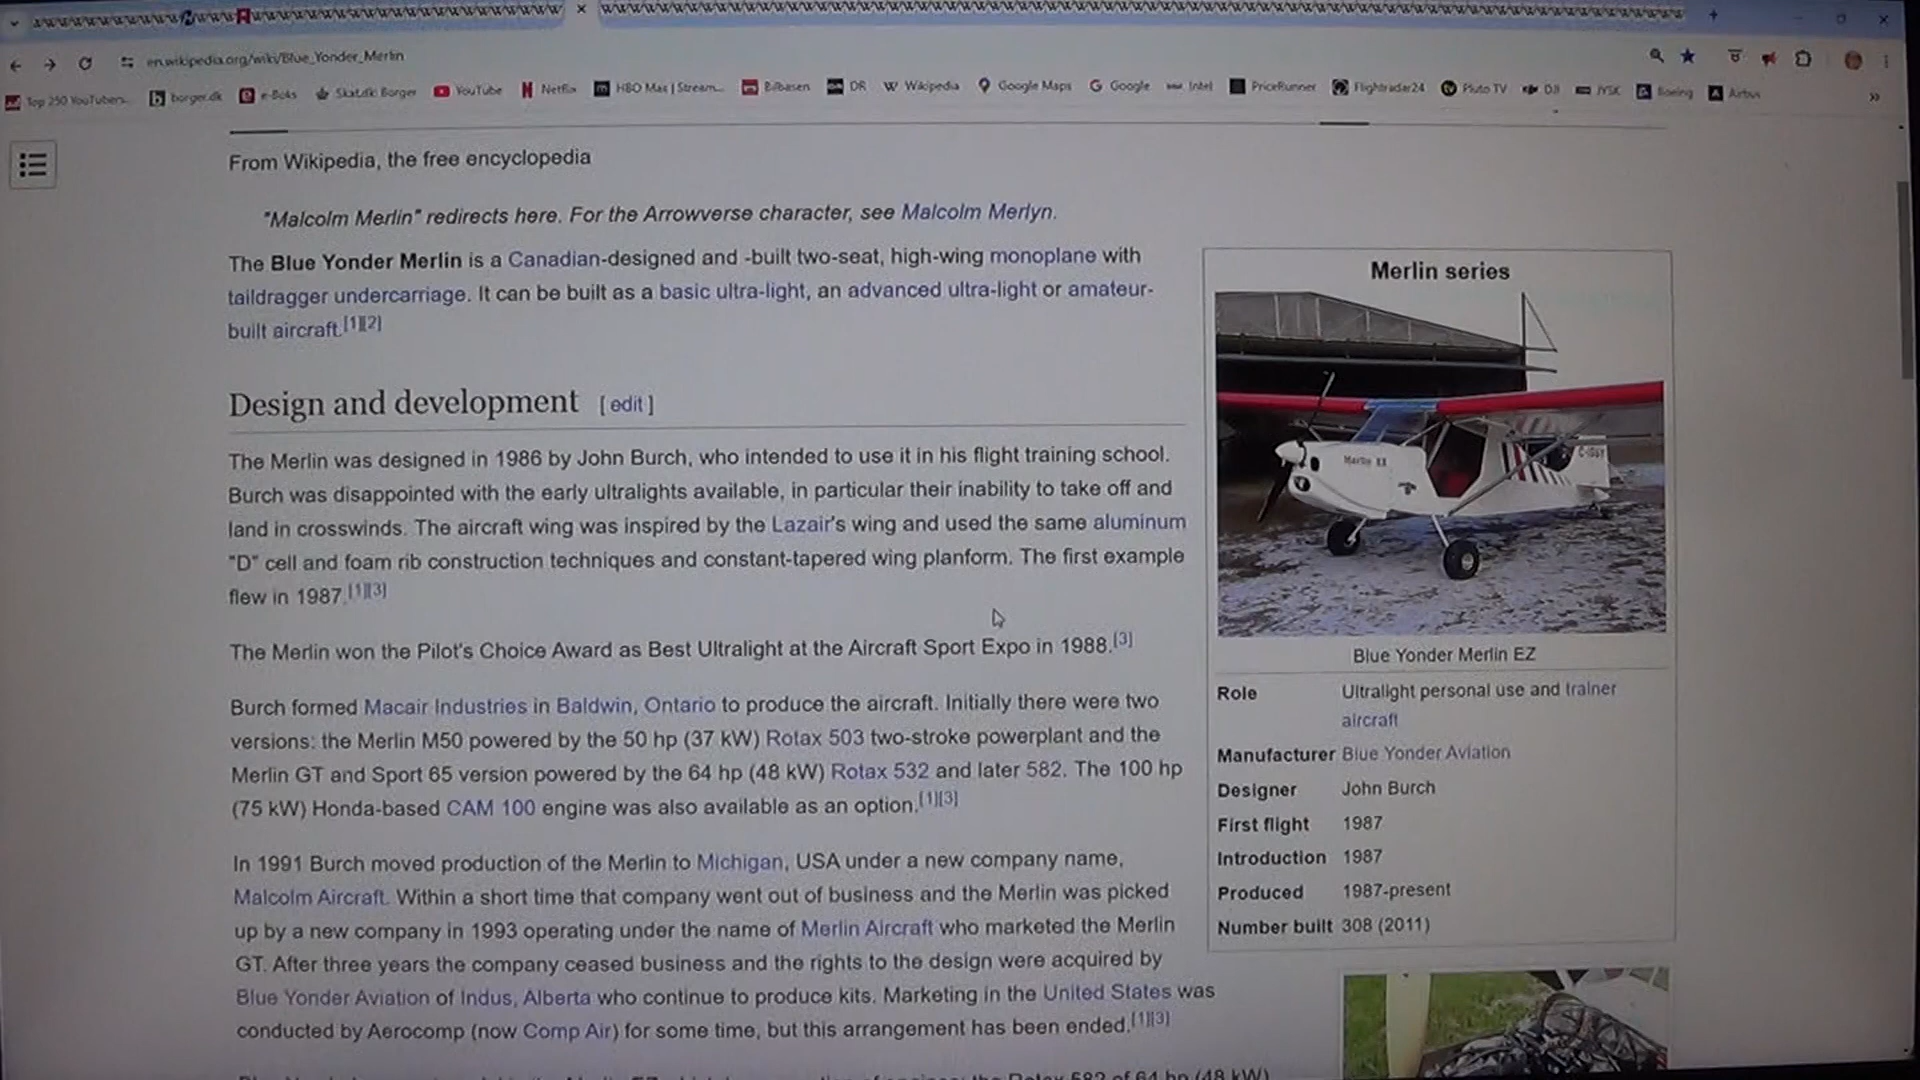 en.wikipedia.org/wiki/Blue_Yonder_Merlin
Top 250 YouTubers... borger.dk e-Boks Skat.dk: Borger YouTube Netflix HBO Max | Stream... Bilbasen DR Wikipedia Google Maps Google Intel PriceRunner Flightradar24 Pluto TV DJI JYSK Boeing Airbus
From Wikipedia, the free encyclopedia
"Malcolm Merlin" redirects here. For the Arrowverse character, see Malcolm Merlyn.
The Blue Yonder Merlin is a Canadian-designed and -built two-seat, high-wing monoplane with
taildragger undercarriage. It can be built as a basic ultra-light, an advanced ultra-light or amateur-
built aircraft.[1][2]
Design and development [ edit ]
The Merlin was designed in 1986 by John Burch, who intended to use it in his flight training school.
Burch was disappointed with the early ultralights available, in particular their inability to take off and
land in crosswinds. The aircraft wing was inspired by the Lazair's wing and used the same aluminum
"D" cell and foam rib construction techniques and constant-tapered wing planform. The first example
flew in 1987.[1][3]
The Merlin won the Pilot's Choice Award as Best Ultralight at the Aircraft Sport Expo in 1988.[3]
Burch formed Macair Industries in Baldwin, Ontario to produce the aircraft. Initially there were two
versions: the Merlin M50 powered by the 50 hp (37 kW) Rotax 503 two-stroke powerplant and the
Merlin GT and Sport 65 version powered by the 64 hp (48 kW) Rotax 532 and later 582. The 100 hp
(75 kW) Honda-based CAM 100 engine was also available as an option.[1][3]
In 1991 Burch moved production of the Merlin to Michigan, USA under a new company name,
Malcolm Aircraft. Within a short time that company went out of business and the Merlin was picked
up by a new company in 1993 operating under the name of Merlin Aircraft who marketed the Merlin
GT. After three years the company ceased business and the rights to the design were acquired by
Blue Yonder Aviation of Indus, Alberta who continue to produce kits. Marketing in the United States was
conducted by Aerocomp (now Comp Air) for some time, but this arrangement has been ended.[1][3]
Rotax 582 of 64 hp (48 kW)
Merlin series
Merlin EZ
Blue Yonder Merlin EZ
Role Ultralight personal use and trainer
aircraft
Manufacturer Blue Yonder Aviation
Designer John Burch
First flight 1987
Introduction 1987
Produced 1987-present
Number built 308 (2011)